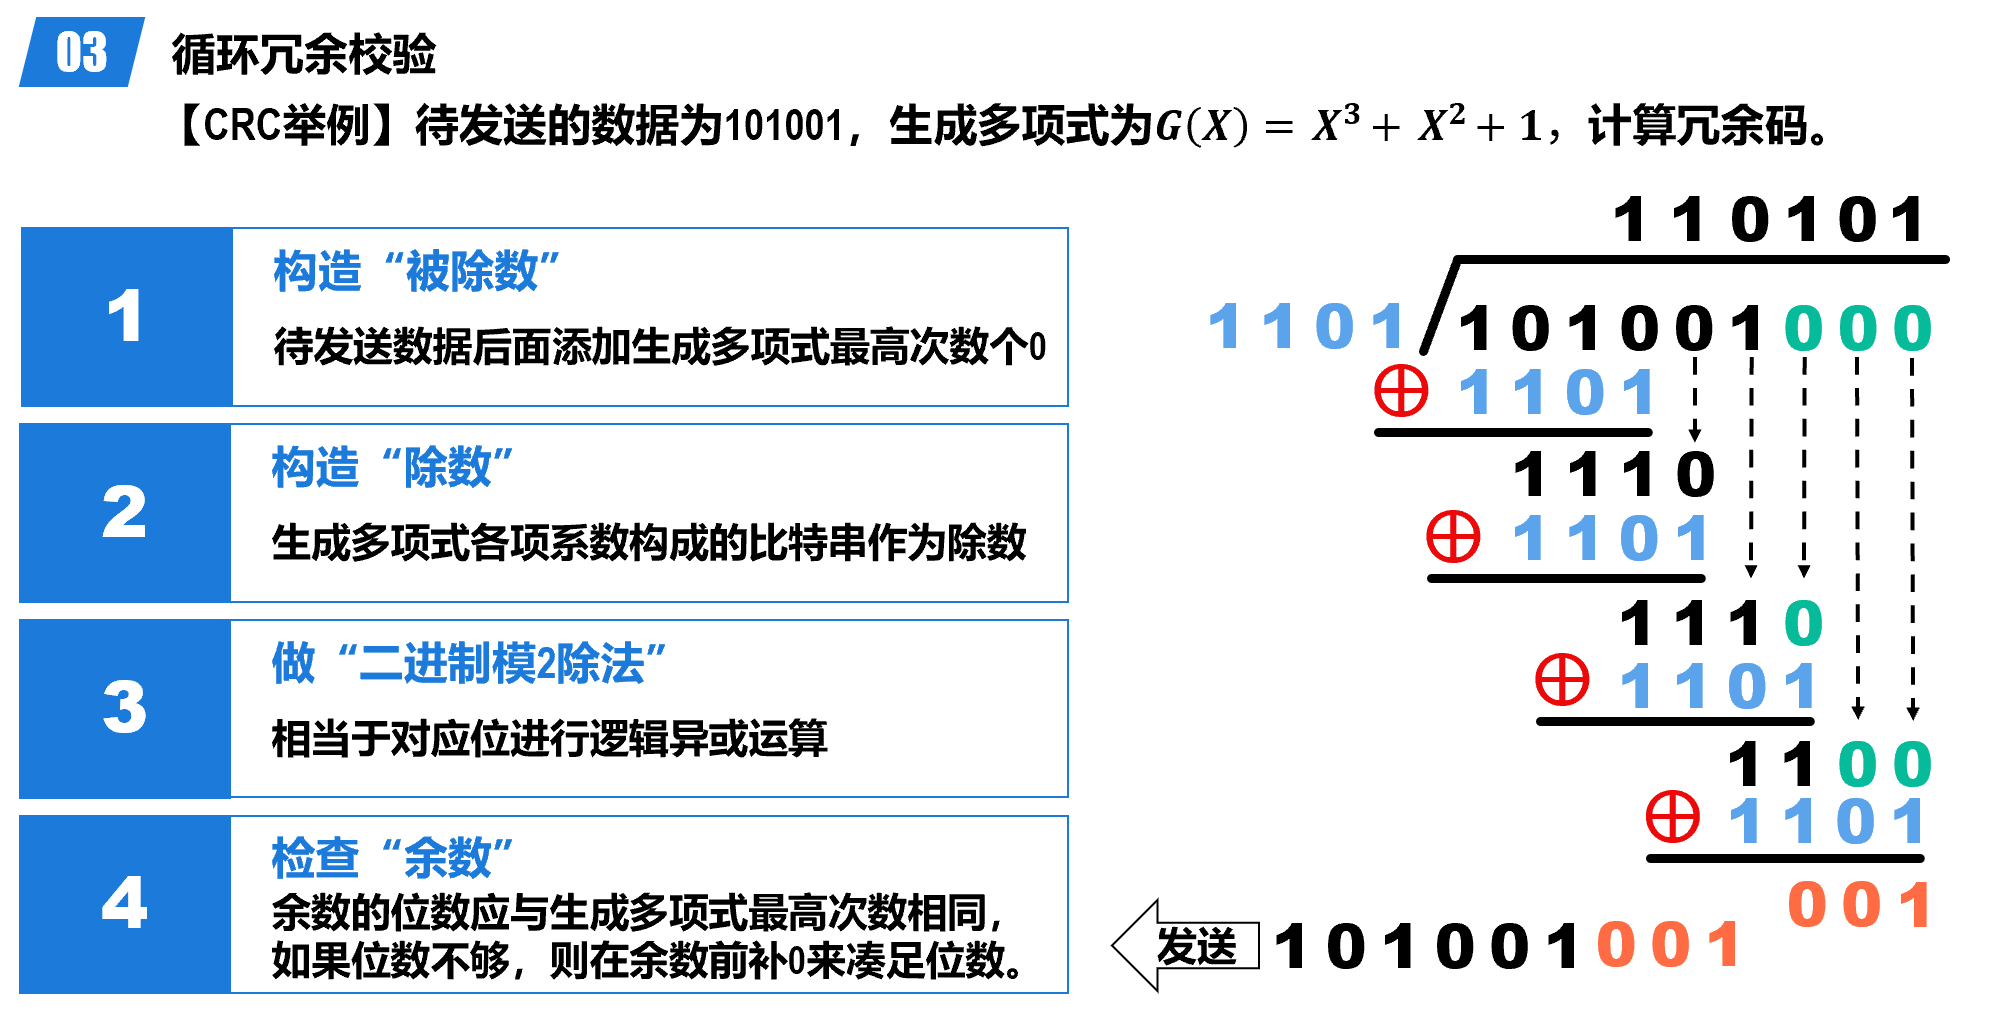 03
循环冗余校验
【CRC举例】待发送的数据为101001，生成多项式为G(X) = X³ + X² + 1，计算冗余码。
1
构造“被除数”
待发送数据后面添加生成多项式最高次数个0
2
构造“除数”
生成多项式各项系数构成的比特串作为除数
3
做“二进制模2除法”
相当于对应位进行逻辑异或运算
4
检查“余数”
余数的位数应与生成多项式最高次数相同，
如果位数不够，则在余数前补0来凑足位数。
1 1 0 1 0 1
1 1 0 1 1 0 1 0 0 1 0 0 0
⊕ 1 1 0 1
1 1 1 0
⊕ 1 1 0 1
1 1 1 0
⊕ 1 1 0 1
1 1 0 0
⊕ 1 1 0 1
0 0 1
发送 1 0 1 0 0 1 0 0 1